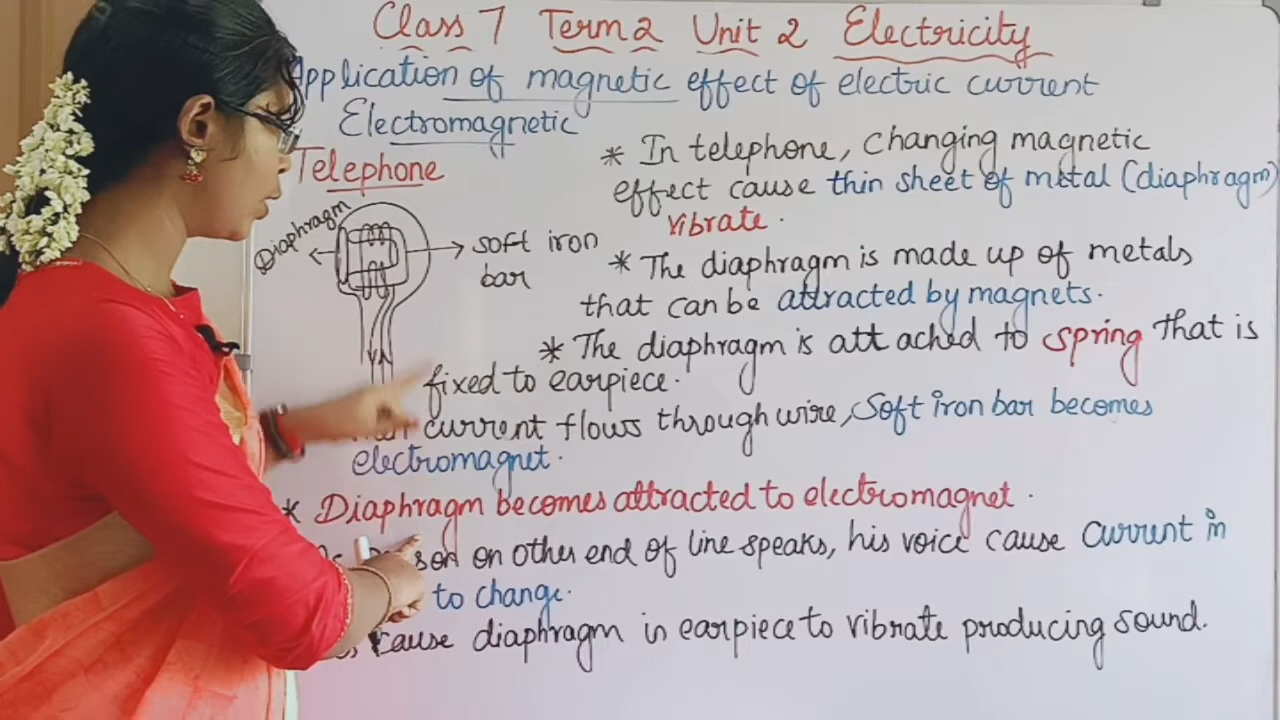 Class 7 Term 2 Unit 2 Electricity
Application of magnetic effect of electric current
Electromagnetic
Telephone
Diaphragm
soft iron
bar
* In telephone, changing magnetic
effect cause thin sheet of metal (diaphragm)
vibrate.
* The diaphragm is made up of metals
that can be attracted by magnets.
* The diaphragm is attached to spring that is
fixed to earpiece.
current flows through wire, Soft iron bar becomes
electromagnet.
* Diaphragm becomes attracted to electromagnet.
on other end of line speaks, his voice cause current in
to change.
cause diaphragm in earpiece to vibrate producing sound.